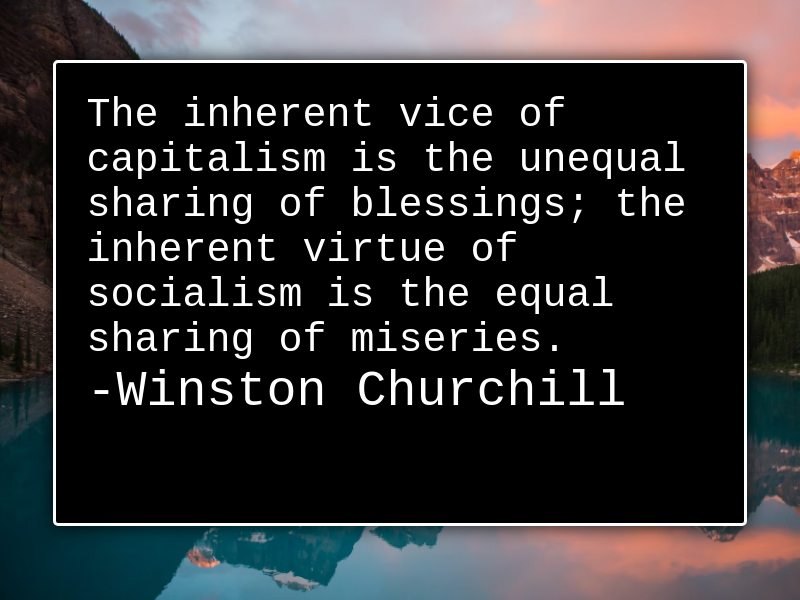 The inherent vice of
capitalism is the unequal
sharing of blessings; the
inherent virtue of
socialism is the equal
sharing of miseries.
-Winston Churchill